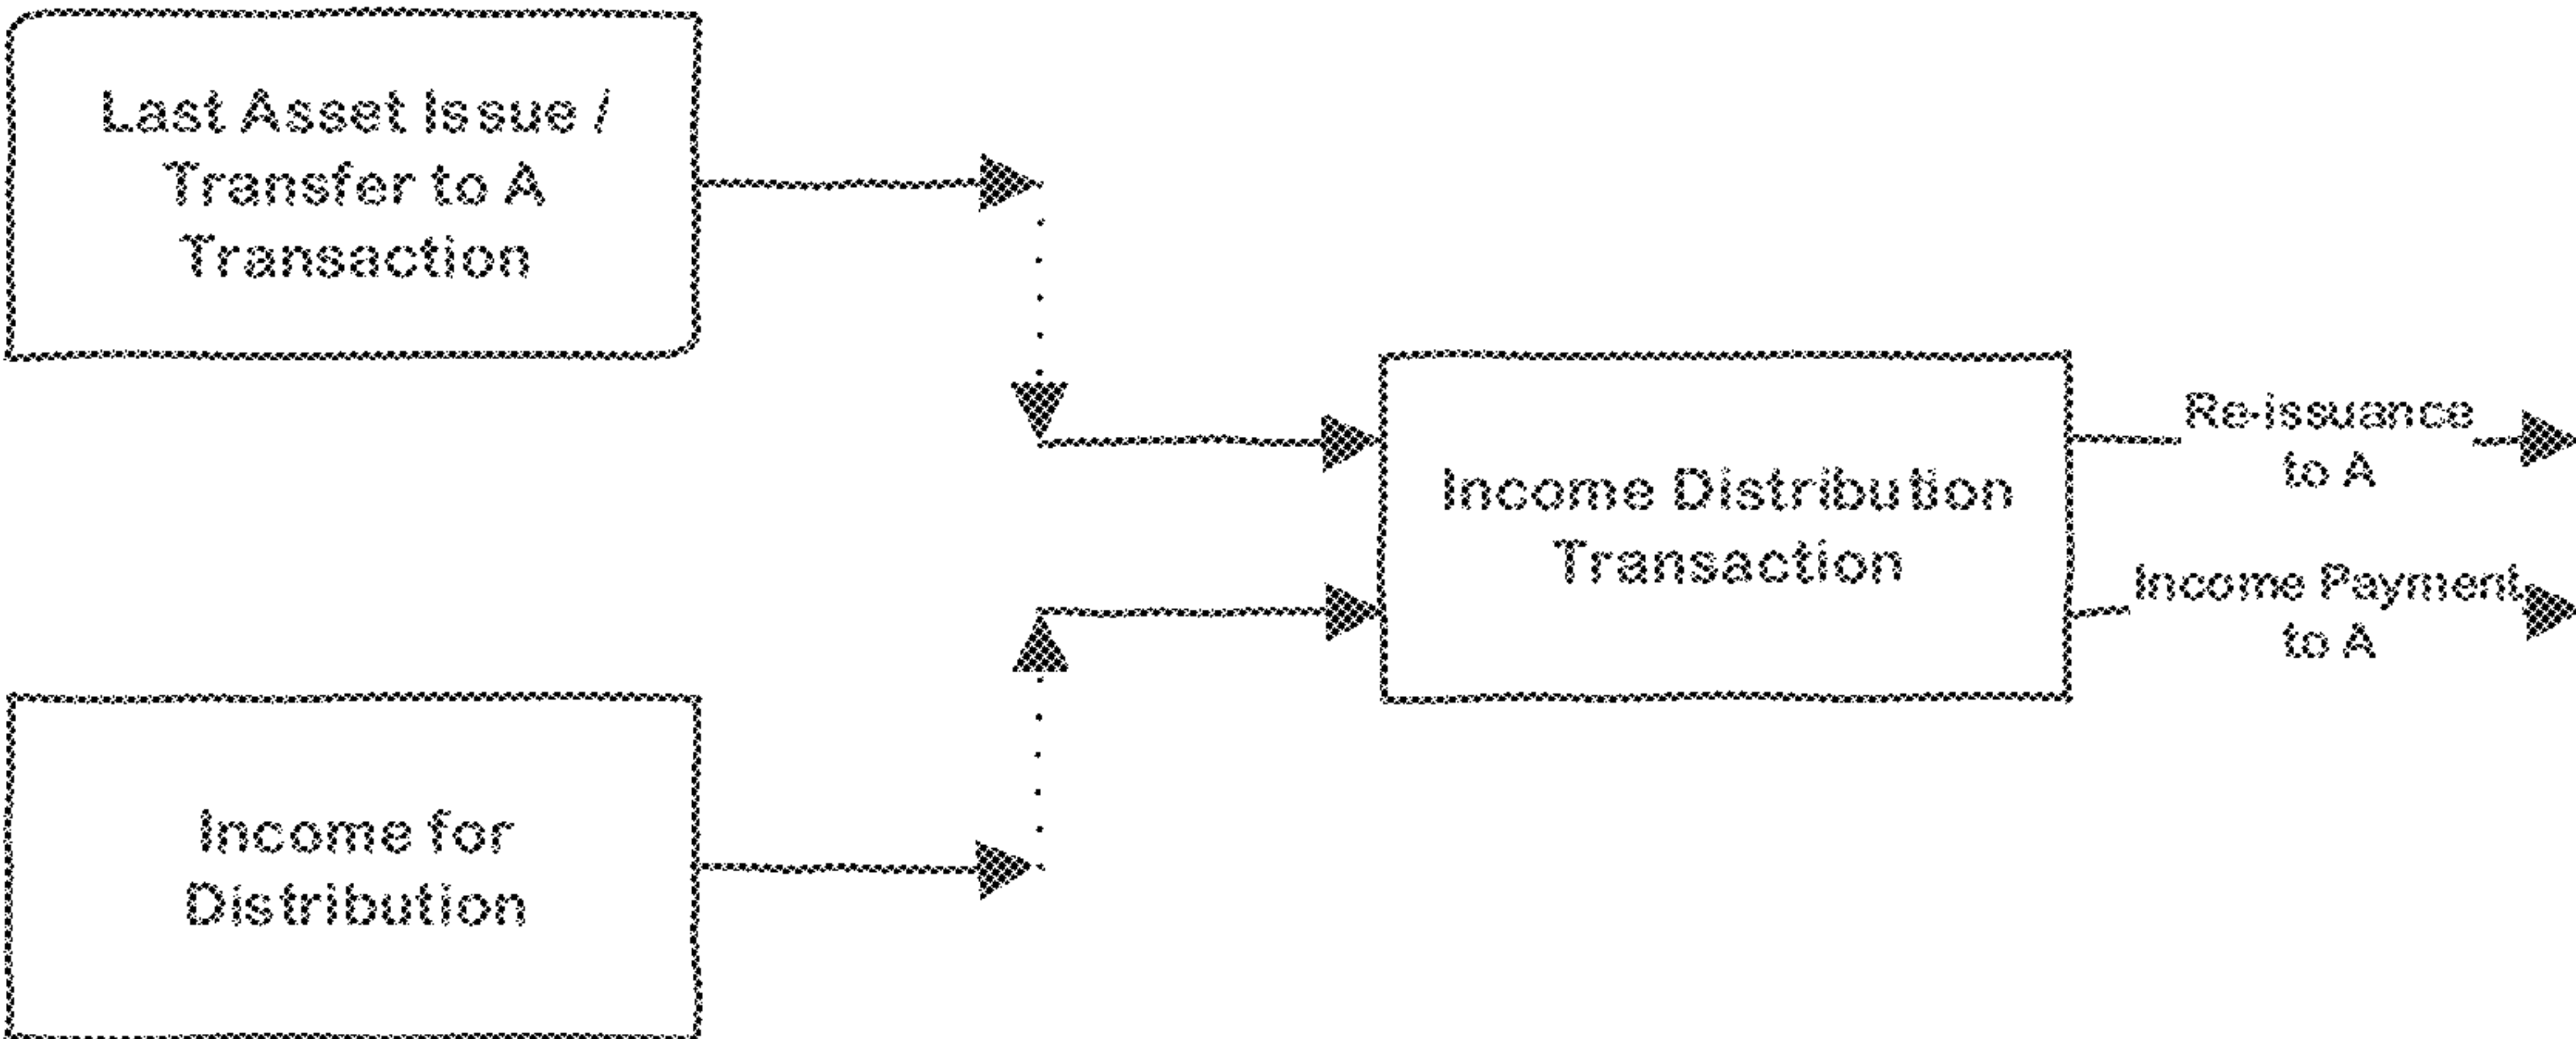 Last Asset Issue /
Transfer to A
Transaction
Income Distribution
Transaction
Re-issuance
to A
Income Payment
to A
Income for
Distribution